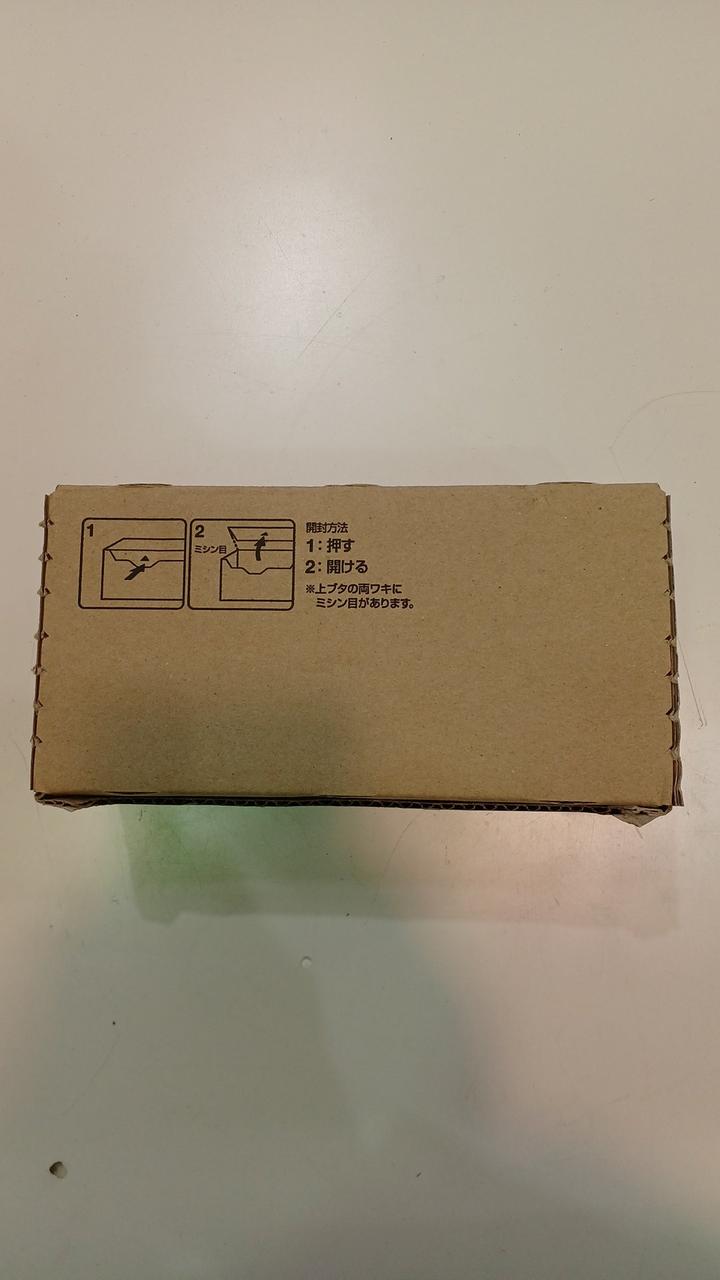 1
2
ミシン目
開封方法
1：押す
2：開ける
※上ブタの両ワキに
ミシン目があります。